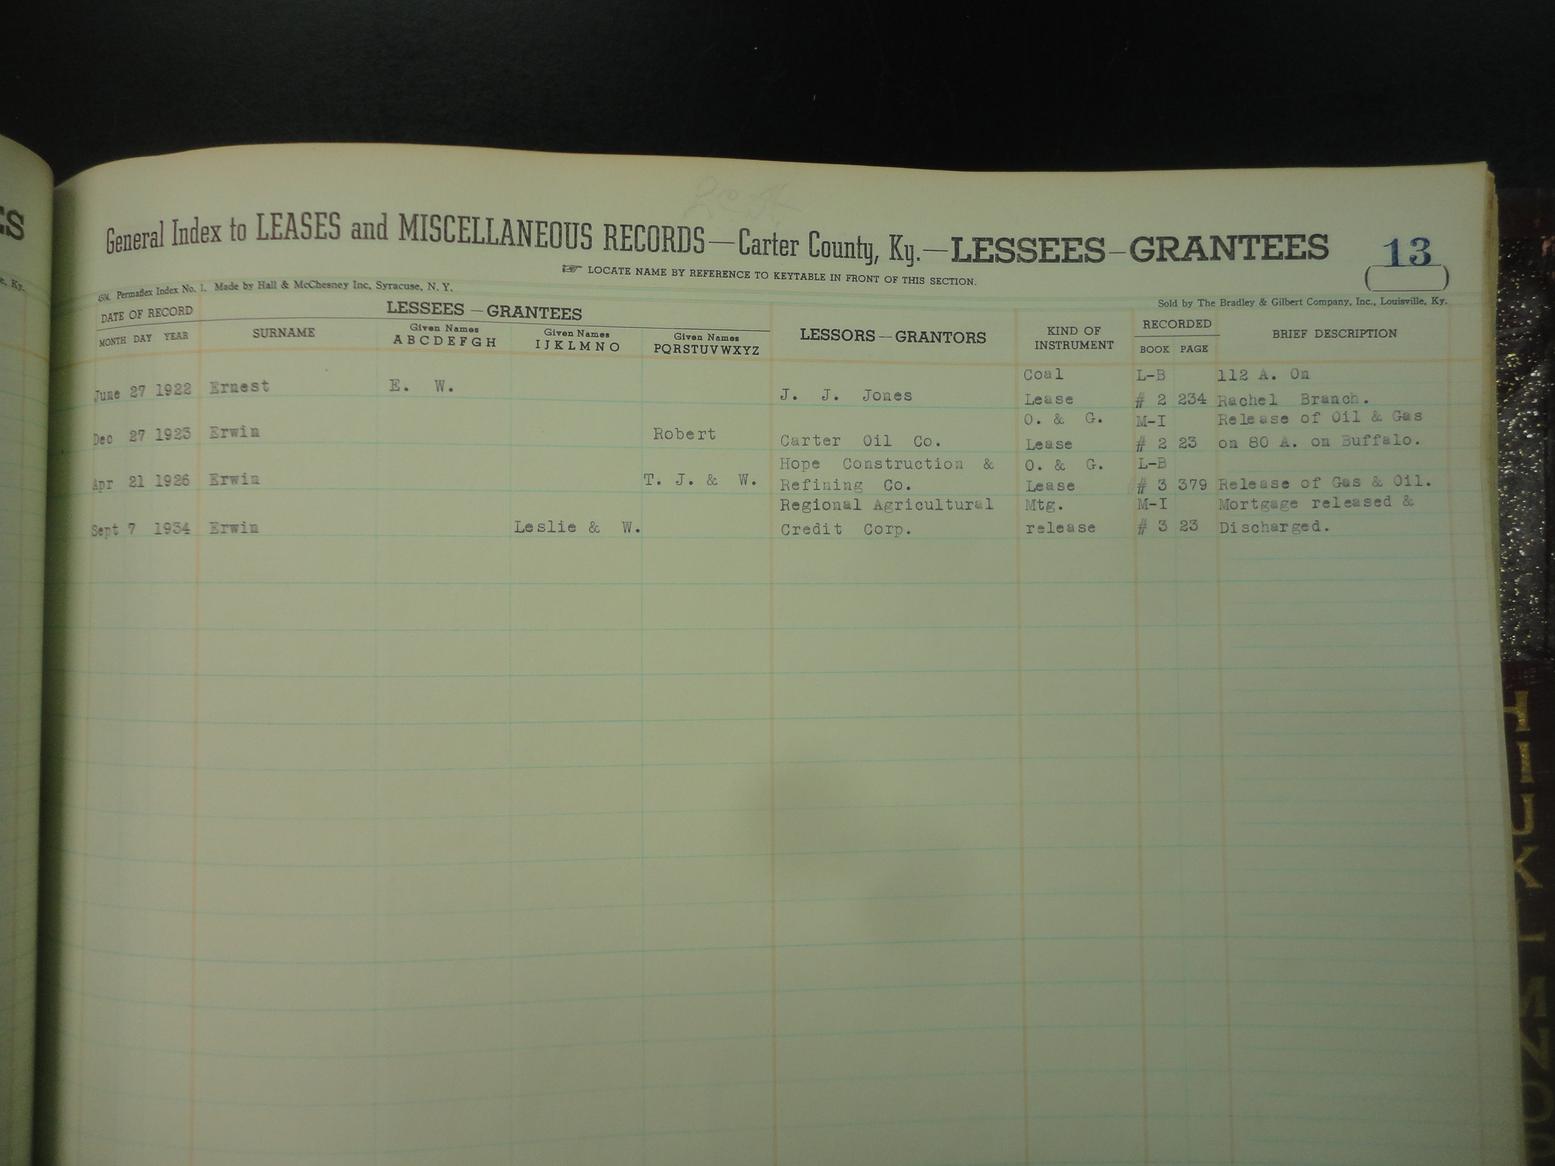 ES
e, Ky.
General Index to LEASES and MISCELLANEOUS RECORDS—Carter County, Ky.—LESSEES—GRANTEES 13
☞ LOCATE NAME BY REFERENCE TO KEYTABLE IN FRONT OF THIS SECTION.
Permaflex Index No. 1. Made by Hall & McChesney Inc, Syracuse, N. Y.
Sold by The Bradley & Gilbert Company, Inc., Louisville, Ky.
DATE OF RECORD LESSEES—GRANTEES LESSORS—GRANTORS KIND OF INSTRUMENT RECORDED BRIEF DESCRIPTION
MONTH DAY YEAR SURNAME Given Names ABCDEFGH Given Names IJKLMNO Given Names PQRSTUVWXYZ BOOK PAGE
Coal L-B 112 A. On
June 27 1922 Ernest E. W. J. J. Jones Lease # 2 234 Rachel Branch.
O. & G. M-I Release of Oil & Gas
Dec 27 1923 Erwin Robert Carter Oil Co. Lease # 2 23 on 80 A. on Buffalo.
Hope Construction & O. & G. L-B
Apr 21 1926 Erwin T. J. & W. Refining Co. Lease # 3 379 Release of Gas & Oil.
Regional Agricultural Mtg. M-I Mortgage released &
Sept 7 1934 Erwin Leslie & W. Credit Corp. release # 3 23 Discharged.
H
I
J
K
L
M
N
O